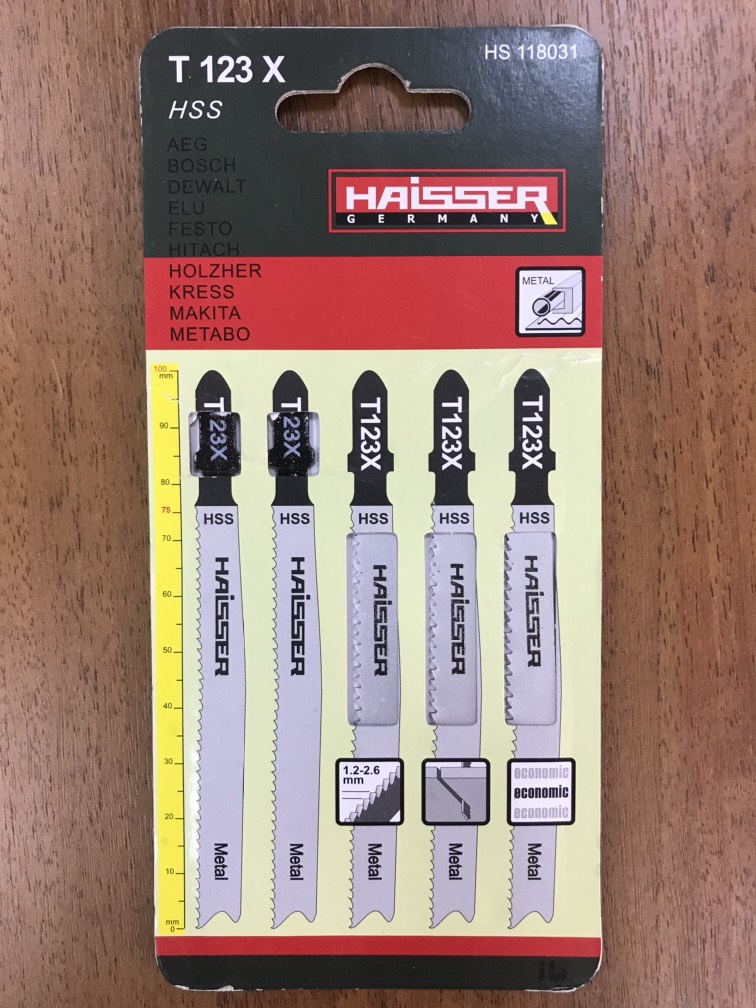 T 123 X
HS 118031
HSS
AEG
BOSCH
DEWALT
ELU
FESTO
HITACH
HOLZHER
KRESS
MAKITA
METABO
HAISSER
GERMANY
METAL
100
mm
90
80
75
70
60
50
40
30
20
10
mm
0
T 23X
T 23X
T123X
T123X
T123X
HSS
HSS
HSS
HSS
HSS
HAISSER
HAISSER
HAISSER
HAISSER
HAISSER
1.2-2.6
mm
economic
economic
economic
Metal
Metal
Metal
Metal
Metal